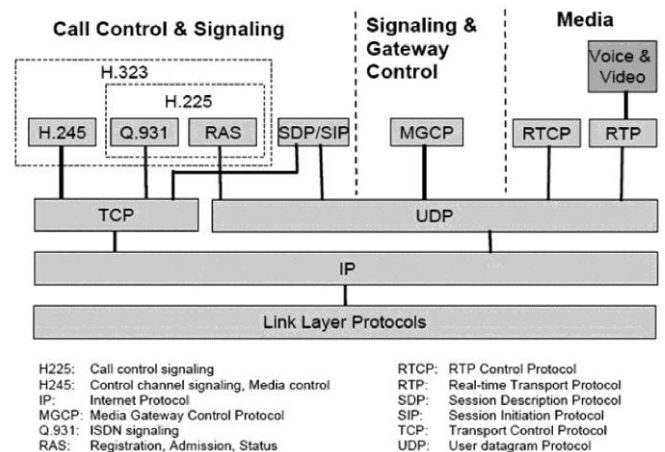 Call Control & Signaling
Signaling &
Gateway
Control
Media
Voice &
Video
H.323
H.225
H.245
Q.931
RAS
SDP/SIP
MGCP
RTCP
RTP
TCP
UDP
IP
Link Layer Protocols
H225: Call control signaling
H245: Control channel signaling, Media control
IP: Internet Protocol
MGCP: Media Gateway Control Protocol
Q.931: ISDN signaling
RAS: Registration, Admission, Status
RTCP: RTP Control Protocol
RTP: Real-time Transport Protocol
SDP: Session Description Protocol
SIP: Session Initiation Protocol
TCP: Transport Control Protocol
UDP: User datagram Protocol